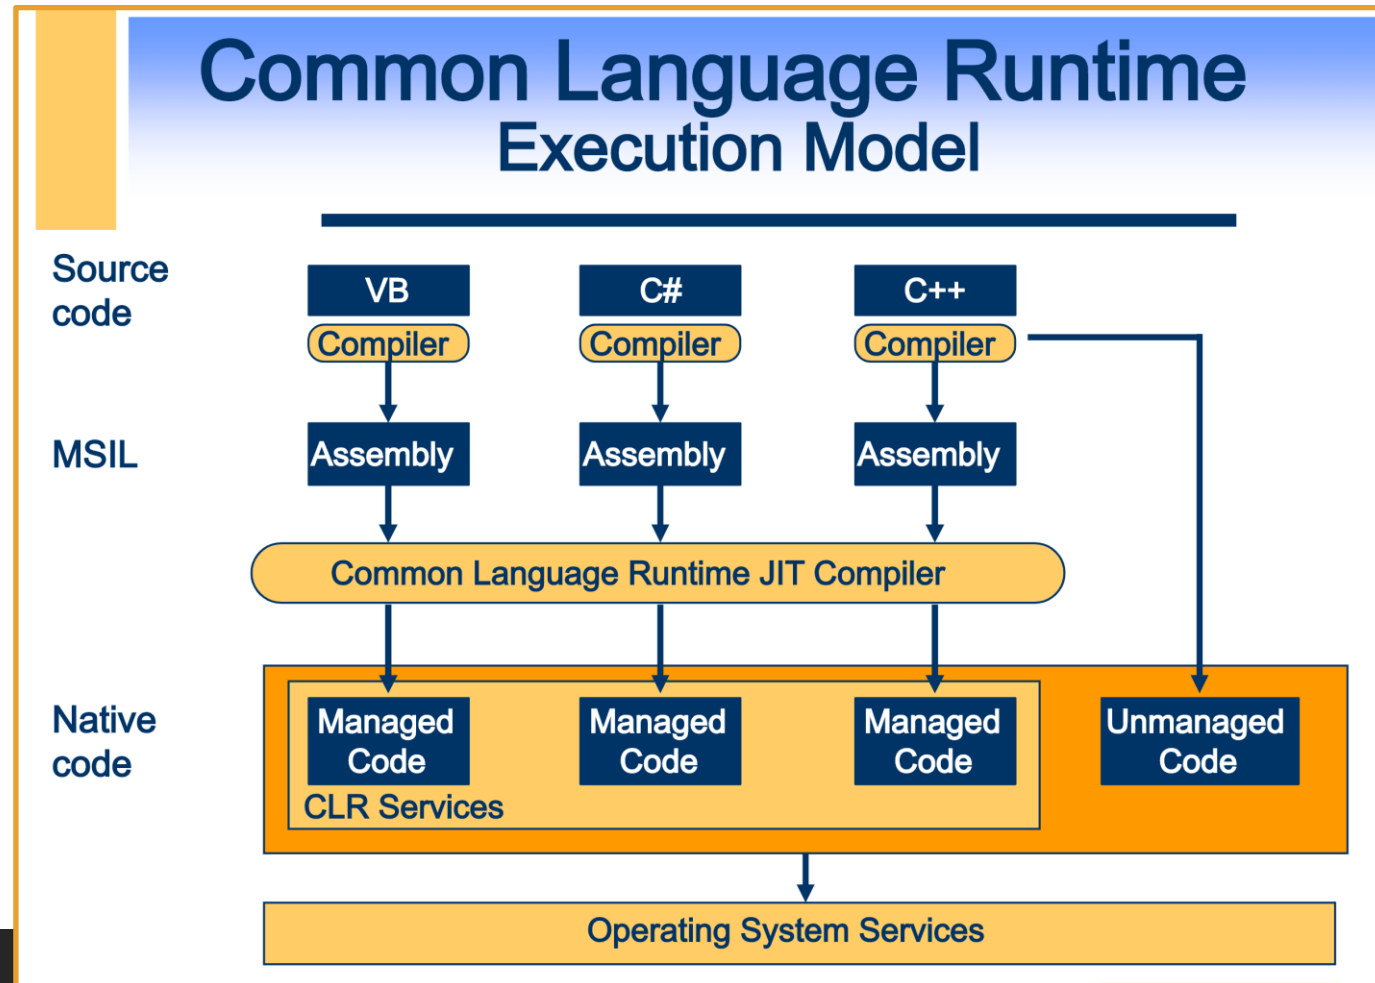 Common Language Runtime
Execution Model
Source
code
VB
C#
C++
Compiler
Compiler
Compiler
MSIL
Assembly
Assembly
Assembly
Common Language Runtime JIT Compiler
Native
code
Managed
Code
Managed
Code
Managed
Code
Unmanaged
Code
CLR Services
Operating System Services